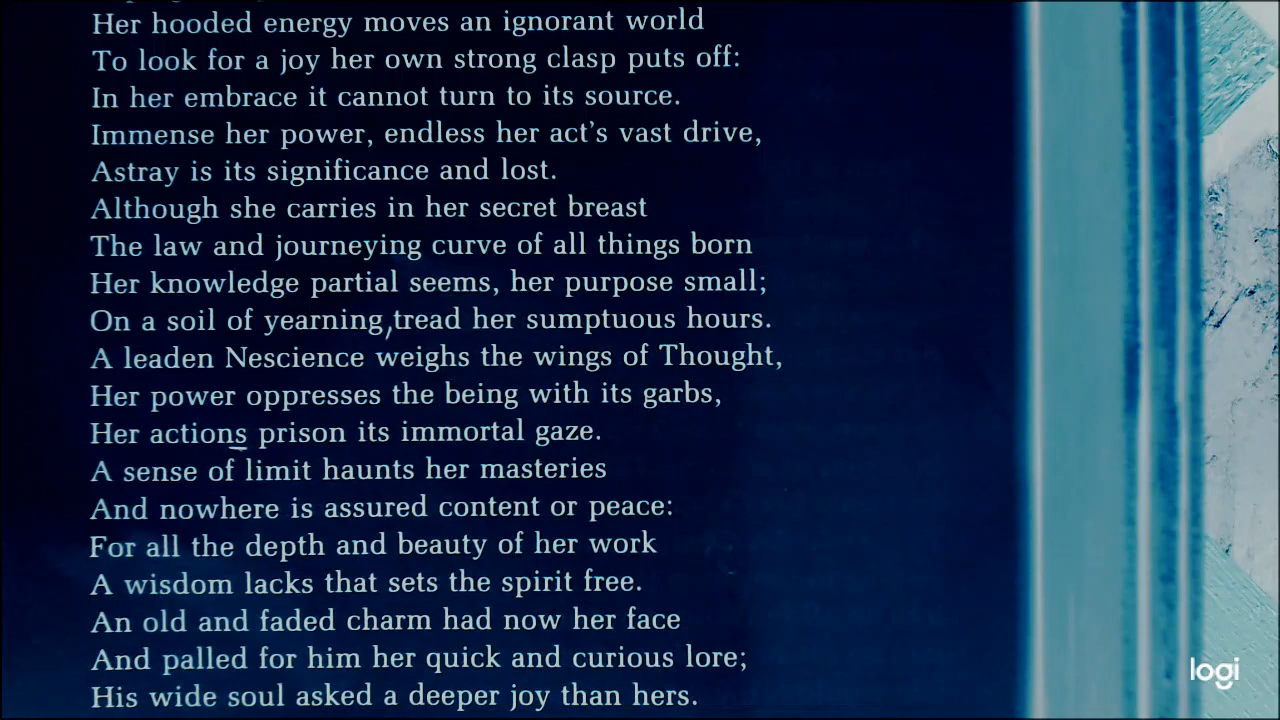 Her hooded energy moves an ignorant world
To look for a joy her own strong clasp puts off:
In her embrace it cannot turn to its source.
Immense her power, endless her act's vast drive,
Astray is its significance and lost.
Although she carries in her secret breast
The law and journeying curve of all things born
Her knowledge partial seems, her purpose small;
On a soil of yearning,tread her sumptuous hours.
A leaden Nescience weighs the wings of Thought,
Her power oppresses the being with its garbs,
Her actions prison its immortal gaze.
A sense of limit haunts her masteries
And nowhere is assured content or peace:
For all the depth and beauty of her work
A wisdom lacks that sets the spirit free.
An old and faded charm had now her face
And palled for him her quick and curious lore;
His wide soul asked a deeper joy than hers.
logi